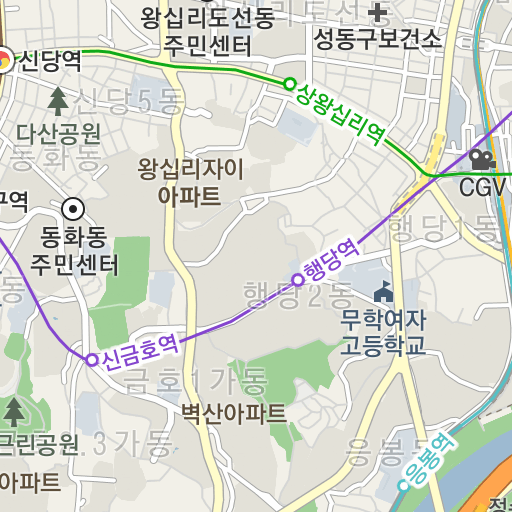 왕십리도선동
주민센터
성동구보건소
신당역
신당5동
상왕십리역
다산공원
동화동
왕십리자이
아파트
CGV
구역
동화동
주민센터
행당1동
행당역
행당2동
무학여자
고등학교
신금호역
금호1가동
벽산아파트
근린공원
3가동
응봉동
응봉역
아파트